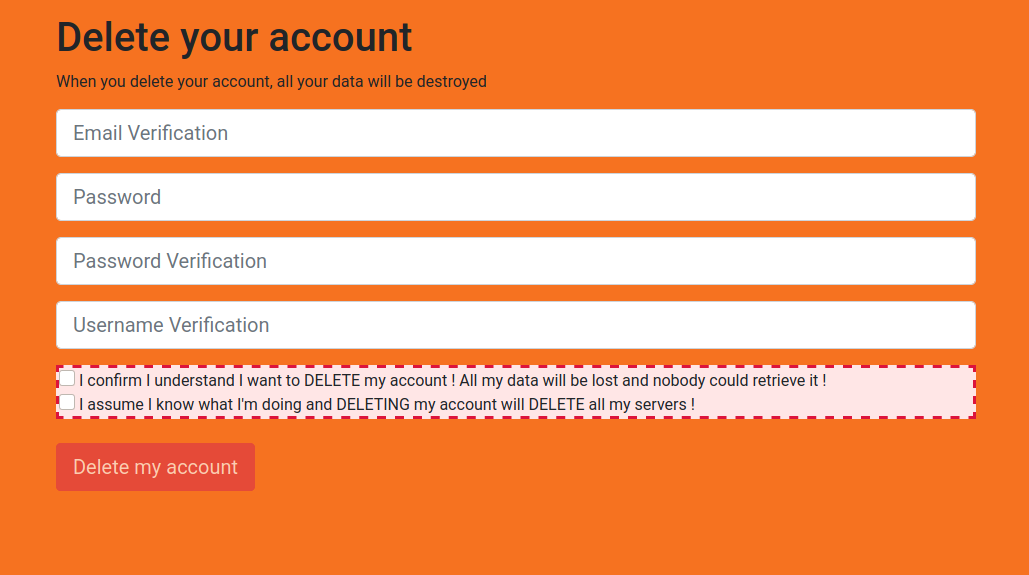 Delete your account
When you delete your account, all your data will be destroyed
Email Verification
Password
Password Verification
Username Verification
I confirm I understand I want to DELETE my account ! All my data will be lost and nobody could retrieve it !
I assume I know what I'm doing and DELETING my account will DELETE all my servers !
Delete my account